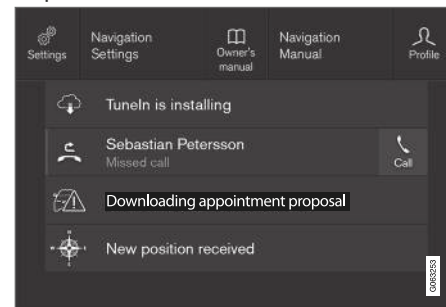 Settings
Navigation
Settings
Owner's
manual
Navigation
Manual
Profile
TuneIn is installing
Sebastian Petersson
Missed call
Call
Downloading appointment proposal
New position received
G063253